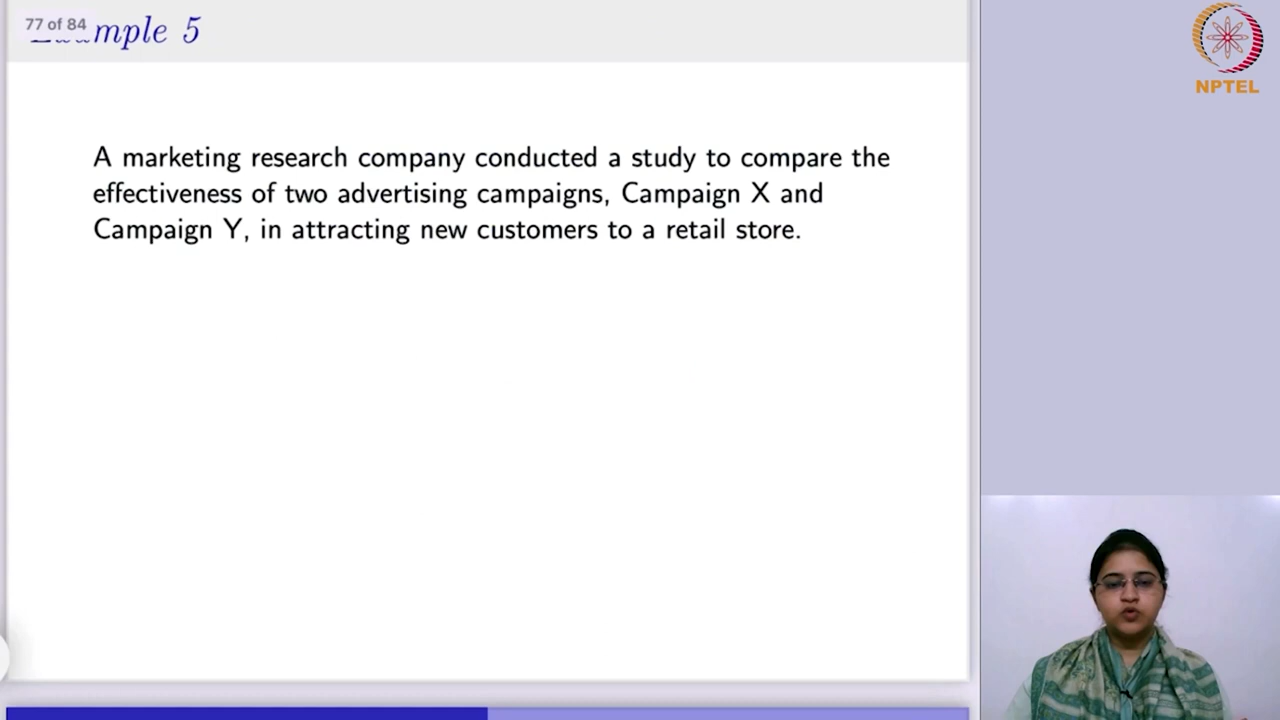 77 of 84
Example 5
NPTEL
A marketing research company conducted a study to compare the
effectiveness of two advertising campaigns, Campaign X and
Campaign Y, in attracting new customers to a retail store.